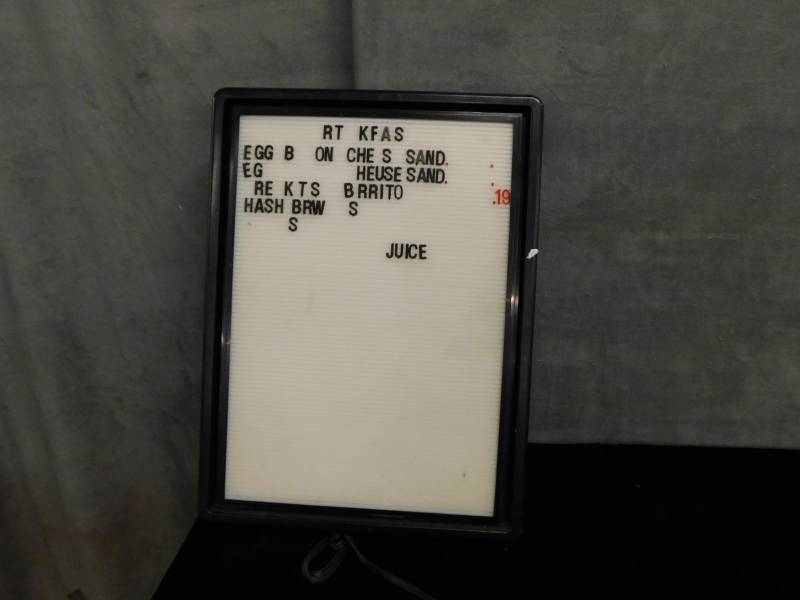 RT KFAS
EGG B ON CHE S SAND. .
EG HEUSE SAND. .
RE KTS BRRITO .19
HASH BRW S
S
JUICE